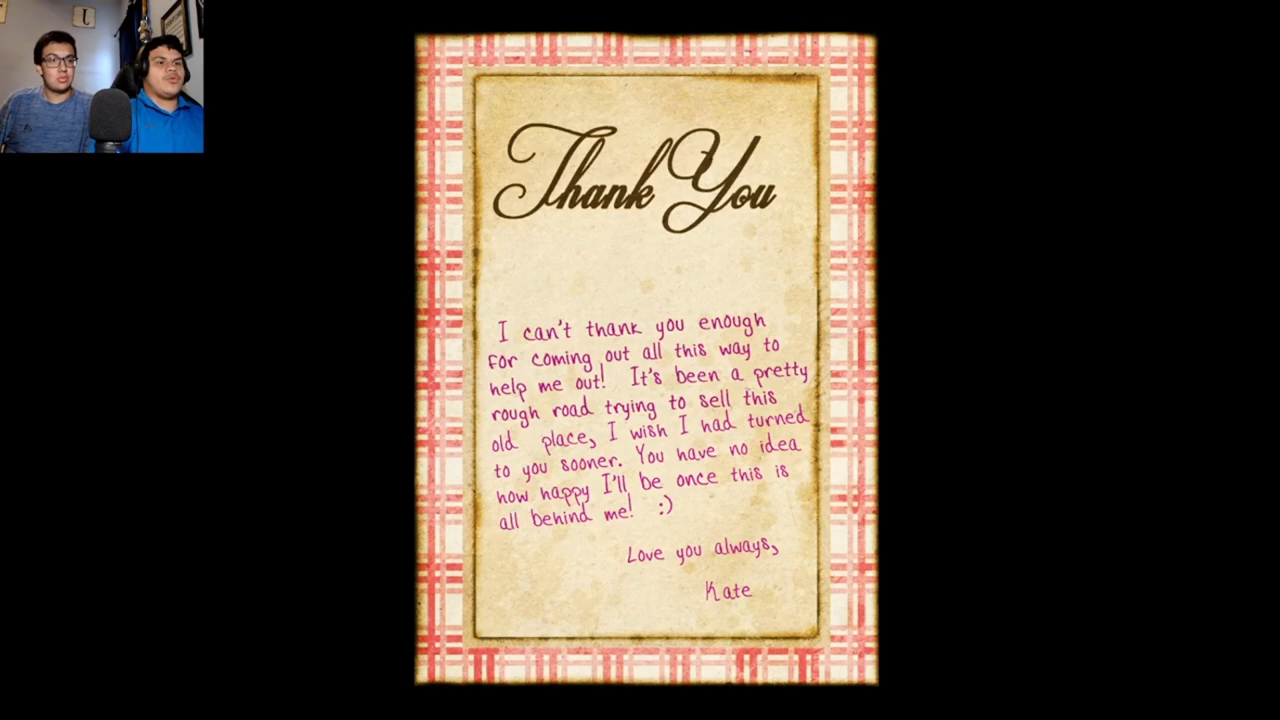 Thank You
I can't thank you enough
for coming out all this way to
help me out! It's been a pretty
rough road trying to sell this
old place, I wish I had turned
to you sooner. You have no idea
how happy I'll be once this is
all behind me! :)
Love you always,
Kate